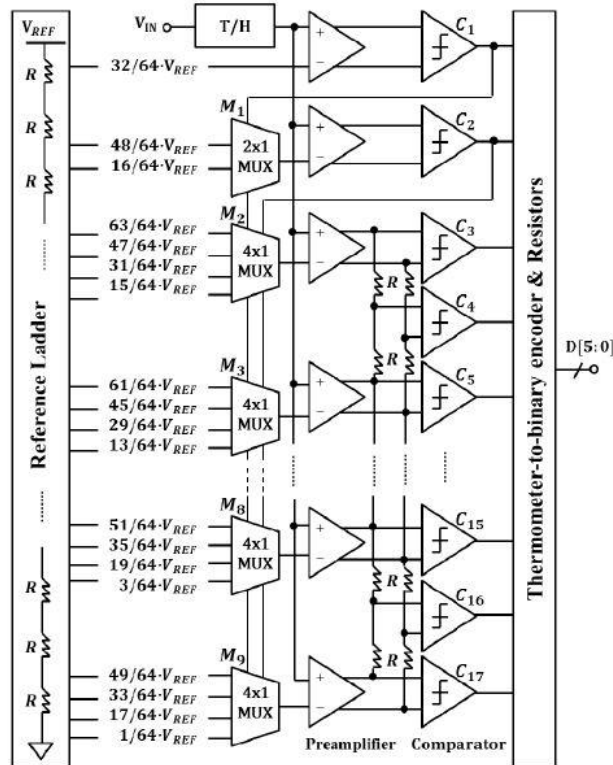 V_REF
V_IN
T/H
C_1
R
32/64·V_REF
M_1
R
48/64·V_REF
16/64·V_REF
2x1
MUX
C_2
R
M_2
63/64·V_REF
47/64·V_REF
31/64·V_REF
15/64·V_REF
4x1
MUX
C_3
R
C_4
M_3
61/64·V_REF
45/64·V_REF
29/64·V_REF
13/64·V_REF
4x1
MUX
R
C_5
Reference Ladder
Thermometer-to-binary encoder & Resistors
D[5:0]
M_8
51/64·V_REF
35/64·V_REF
19/64·V_REF
3/64·V_REF
4x1
MUX
C_15
R
R
C_16
R
M_9
49/64·V_REF
33/64·V_REF
17/64·V_REF
1/64·V_REF
4x1
MUX
R
C_17
R
Preamplifier
Comparator
+
−
+
−
+
−
+
−
+
−
+
−